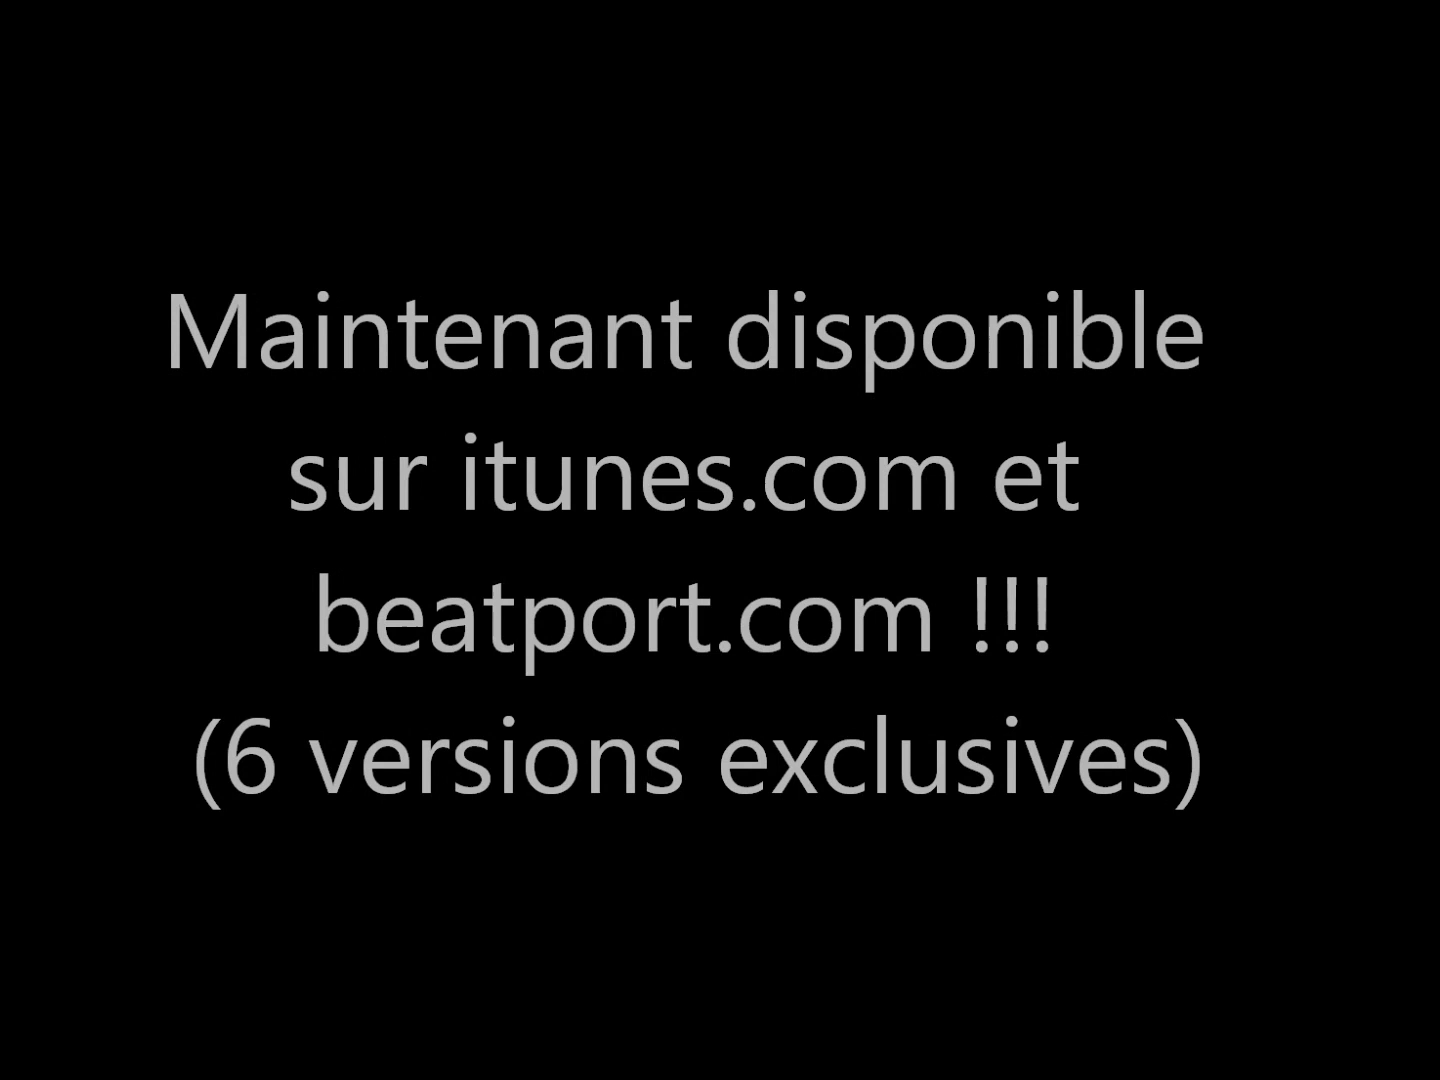 Maintenant disponible
sur itunes.com et
beatport.com !!!
(6 versions exclusives)